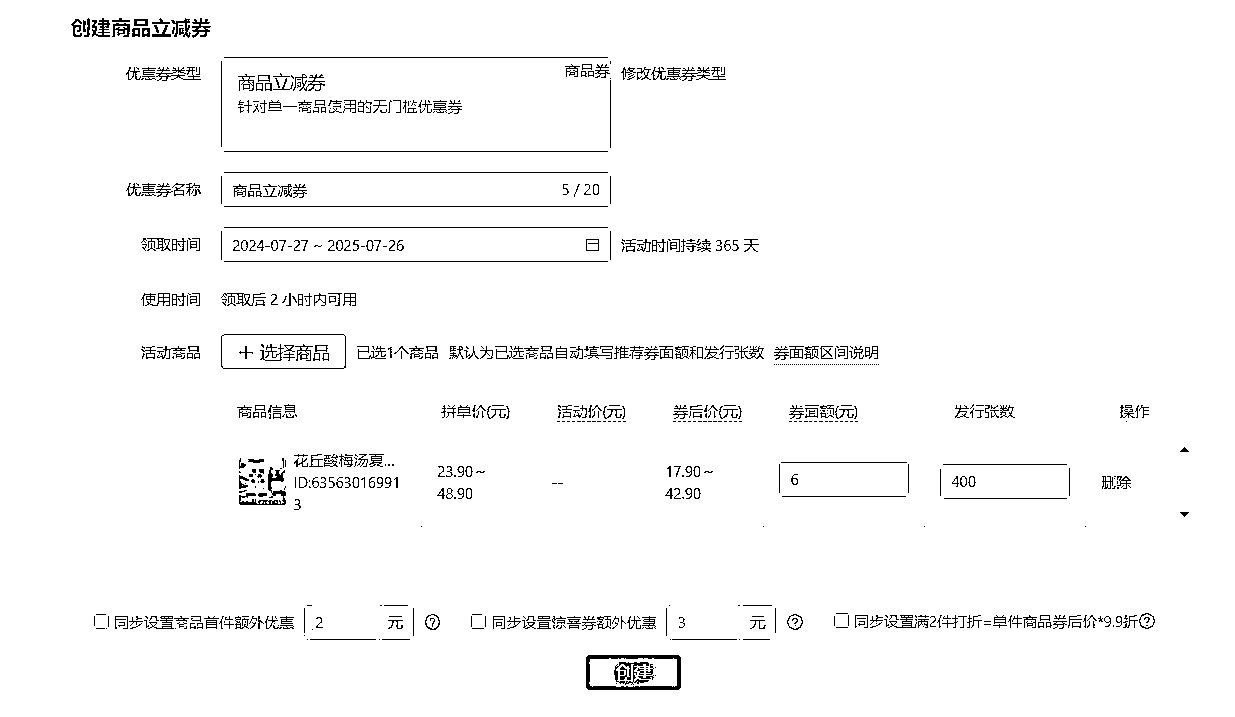 创建商品立减券
优惠券类型
商品立减券
商品券
修改优惠券类型
针对单一商品使用的无门槛优惠券
优惠券名称
商品立减券
5 / 20
领取时间
2024-07-27 ~ 2025-07-26
活动时间持续 365 天
使用时间
领取后 2 小时内可用
活动商品
+ 选择商品
已选1个商品 默认为已选商品自动填写推荐券面额和发行张数 券面额区间说明
商品信息 拼单价(元) 活动价(元) 券后价(元) 券面额(元) 发行张数 操作
花丘酸梅汤夏...
ID:63563016991
3
23.90 ~
48.90
--
17.90 ~
42.90
6
400
删除
同步设置商品首件额外优惠 2 元
同步设置惊喜券额外优惠 3 元
同步设置满2件打折=单件商品券后价*9.9折
创建